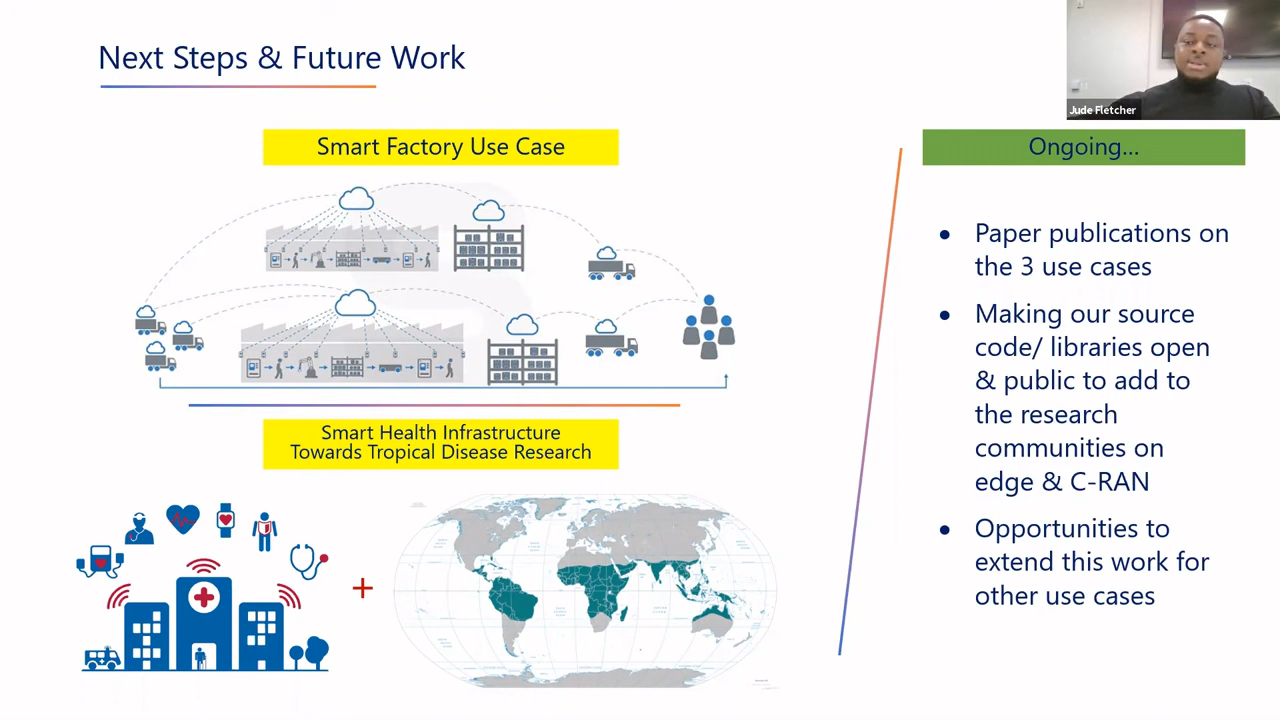 Next Steps & Future Work
Jude Fletcher
Smart Factory Use Case
Smart Health Infrastructure
Towards Tropical Disease Research
Ongoing...
● Paper publications on
the 3 use cases
● Making our source
code/ libraries open
& public to add to
the research
communities on
edge & C-RAN
● Opportunities to
extend this work for
other use cases
+